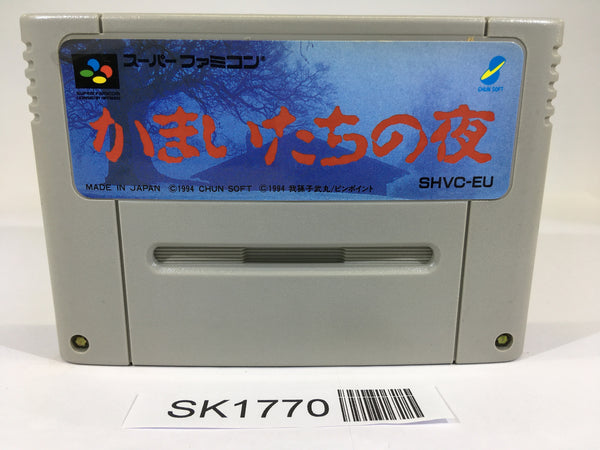 スーパーファミコン®
SUPER FAMICOM
CHUN SOFT
かまいたちの夜
SHVC-EU
MADE IN JAPAN ©1994 CHUN SOFT ©1994 我孫子武丸/ピンポイント
SK1770